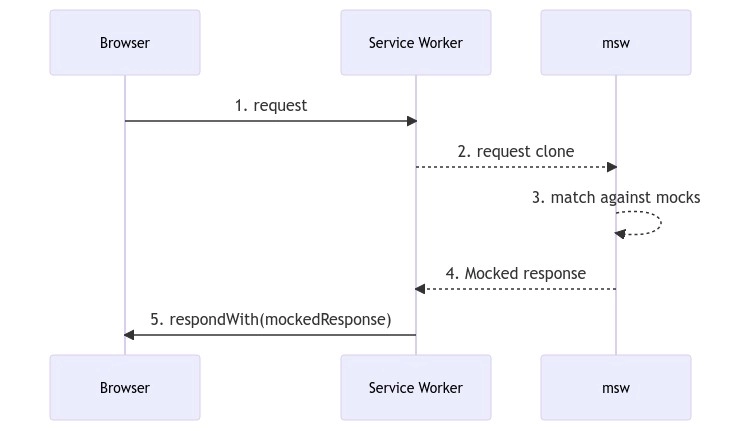 Browser
Service Worker
msw
1. request
2. request clone
3. match against mocks
4. Mocked response
5. respondWith(mockedResponse)
Browser
Service Worker
msw